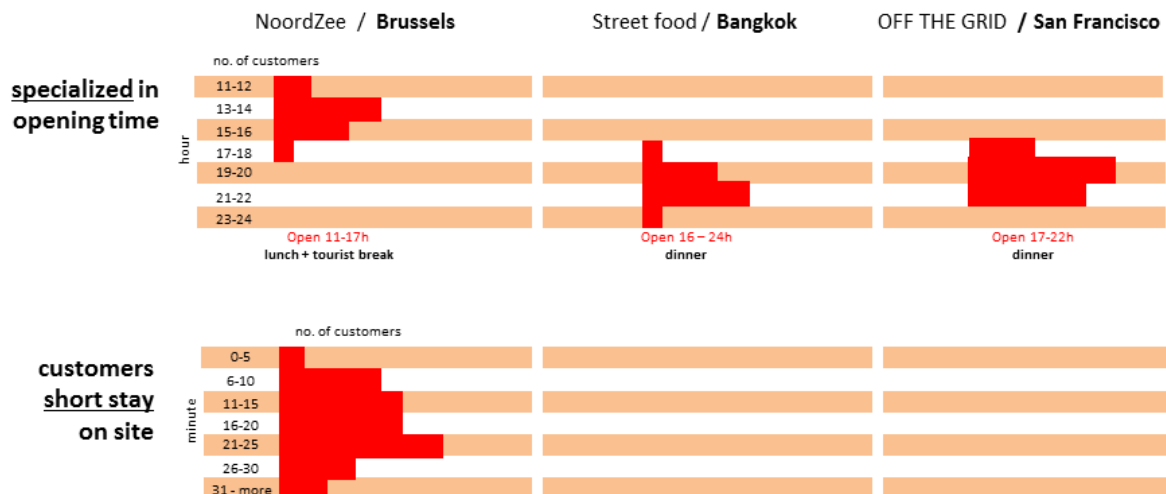 NoordZee / Brussels
Street food / Bangkok
OFF THE GRID / San Francisco
specialized in
opening time
no. of customers
hour
11-12
13-14
15-16
17-18
19-20
21-22
23-24
Open 11-17h
lunch + tourist break
Open 16 – 24h
dinner
Open 17-22h
dinner
customers
short stay
on site
no. of customers
minute
0-5
6-10
11-15
16-20
21-25
26-30
31 - more